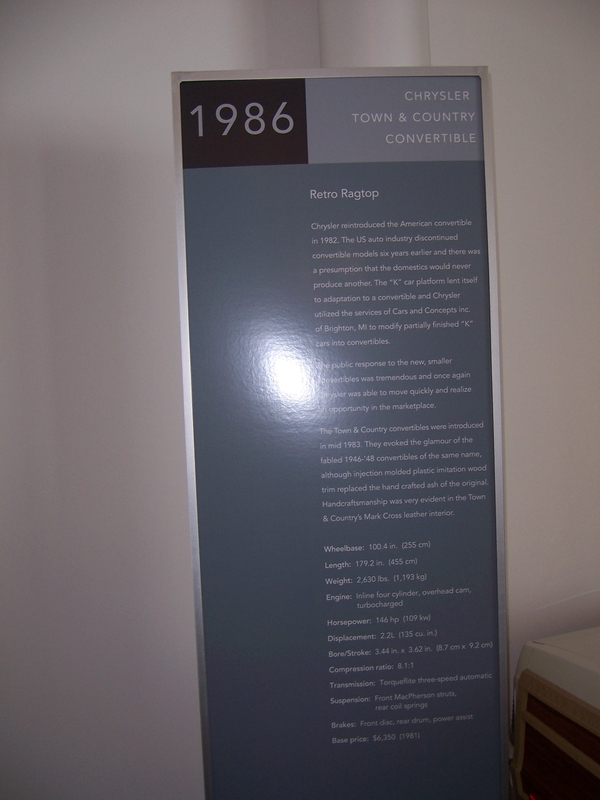 1986
CHRYSLER
TOWN & COUNTRY
CONVERTIBLE
Retro Ragtop
Chrysler reintroduced the American convertible
in 1982. The US auto industry discontinued
convertible models six years earlier and there was
a presumption that the domestics would never
produce another. The "K" car platform lent itself
to adaptation to a convertible and Chrysler
utilized the services of Cars and Concepts inc.
of Brighton, MI to modify partially finished "K"
cars into convertibles.
The public response to the new, smaller
convertibles was tremendous and once again
Chrysler was able to move quickly and realize
an opportunity in the marketplace.
The Town & Country convertibles were introduced
in mid 1983. They evoked the glamour of the
fabled 1946-'48 convertibles of the same name,
although injection molded plastic imitation wood
trim replaced the hand crafted ash of the original.
Handcraftsmanship was very evident in the Town
& Country's Mark Cross leather interior.
Wheelbase: 100.4 in. (255 cm)
Length: 179.2 in. (455 cm)
Weight: 2,630 lbs. (1,193 kg)
Engine: Inline four cylinder, overhead cam,
turbocharged
Horsepower: 146 hp (109 kw)
Displacement: 2.2L (135 cu. in.)
Bore/Stroke: 3.44 in. x 3.62 in. (8.7 cm x 9.2 cm)
Compression ratio: 8.1:1
Transmission: Torqueflite three-speed automatic
Suspension: Front MacPherson struts,
rear coil springs
Brakes: Front disc, rear drum, power assist
Base price: $6,350 (1981)